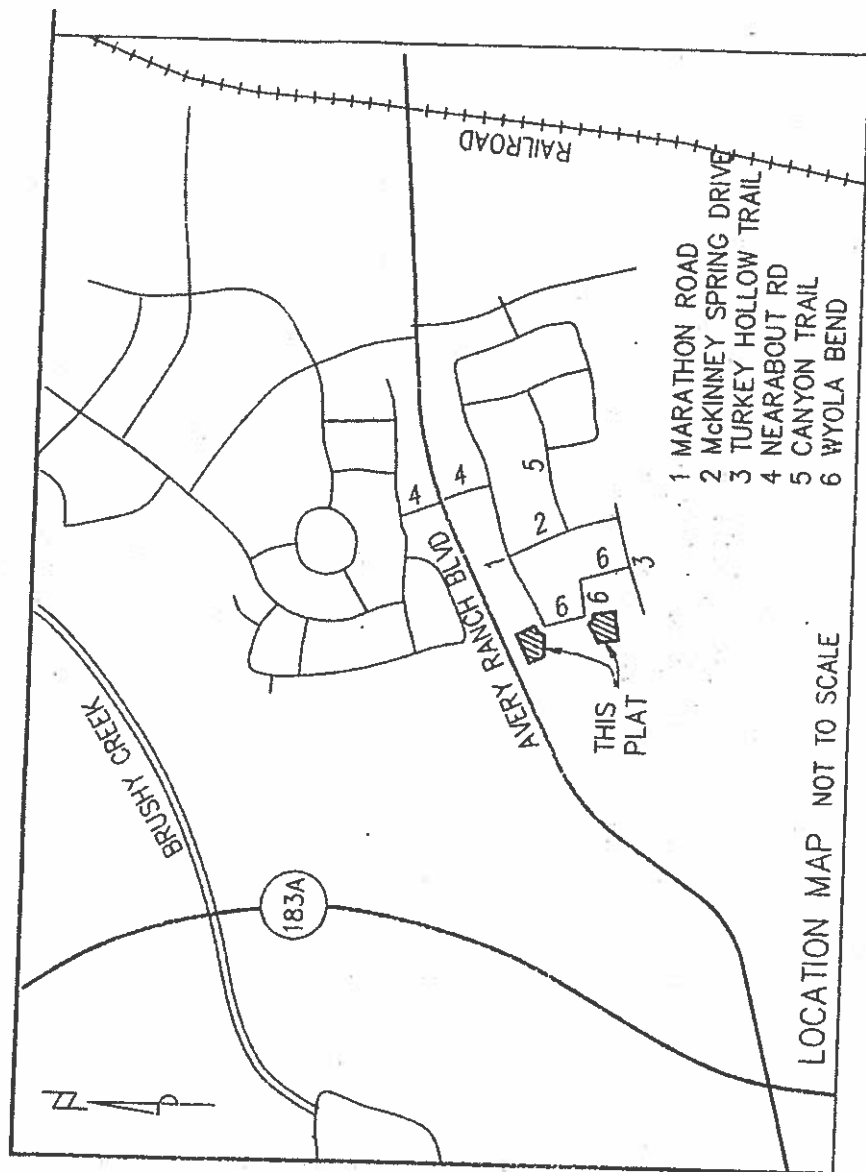 N
BRUSHY CREEK
183A
RAILROAD
AVERY RANCH BLVD
4
4
5
2
1
6
6
6
3
THIS
PLAT
1 MARATHON ROAD
2 McKINNEY SPRING DRIVE
3 TURKEY HOLLOW TRAIL
4 NEARABOUT RD
5 CANYON TRAIL
6 WYOLA BEND
LOCATION MAP NOT TO SCALE